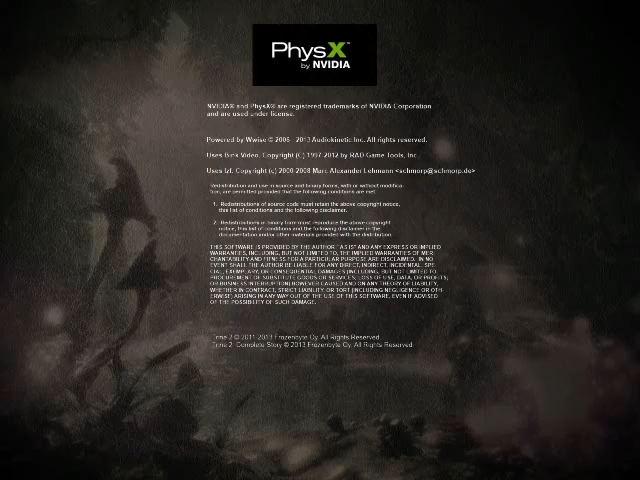 PhysX™
by NVIDIA
NVIDIA® and PhysX® are registered trademarks of NVIDIA Corporation
and are used under license.
Powered by Wwise © 2006 - 2013 Audiokinetic Inc. All rights reserved.
Uses Bink Video. Copyright (C) 1997-2012 by RAD Game Tools, Inc.
Uses lzf. Copyright (c) 2000-2008 Marc Alexander Lehmann <schmorp@schmorp.de>
Redistribution and use in source and binary forms, with or without modifica-
tion, are permitted provided that the following conditions are met:
1. Redistributions of source code must retain the above copyright notice,
this list of conditions and the following disclaimer.
2. Redistributions in binary form must reproduce the above copyright
notice, this list of conditions and the following disclaimer in the
documentation and/or other materials provided with the distribution.
THIS SOFTWARE IS PROVIDED BY THE AUTHOR "AS IS" AND ANY EXPRESS OR IMPLIED
WARRANTIES, INCLUDING, BUT NOT LIMITED TO, THE IMPLIED WARRANTIES OF MER-
CHANTABILITY AND FITNESS FOR A PARTICULAR PURPOSE ARE DISCLAIMED. IN NO
EVENT SHALL THE AUTHOR BE LIABLE FOR ANY DIRECT, INDIRECT, INCIDENTAL, SPE-
CIAL, EXEMPLARY, OR CONSEQUENTIAL DAMAGES (INCLUDING, BUT NOT LIMITED TO,
PROCUREMENT OF SUBSTITUTE GOODS OR SERVICES; LOSS OF USE, DATA, OR PROFITS;
OR BUSINESS INTERRUPTION) HOWEVER CAUSED AND ON ANY THEORY OF LIABILITY,
WHETHER IN CONTRACT, STRICT LIABILITY, OR TORT (INCLUDING NEGLIGENCE OR OTH-
ERWISE) ARISING IN ANY WAY OUT OF THE USE OF THIS SOFTWARE, EVEN IF ADVISED
OF THE POSSIBILITY OF SUCH DAMAGE.
Trine 2 © 2011-2013 Frozenbyte Oy. All Rights Reserved.
Trine 2: Complete Story © 2013 Frozenbyte Oy. All Rights Reserved.